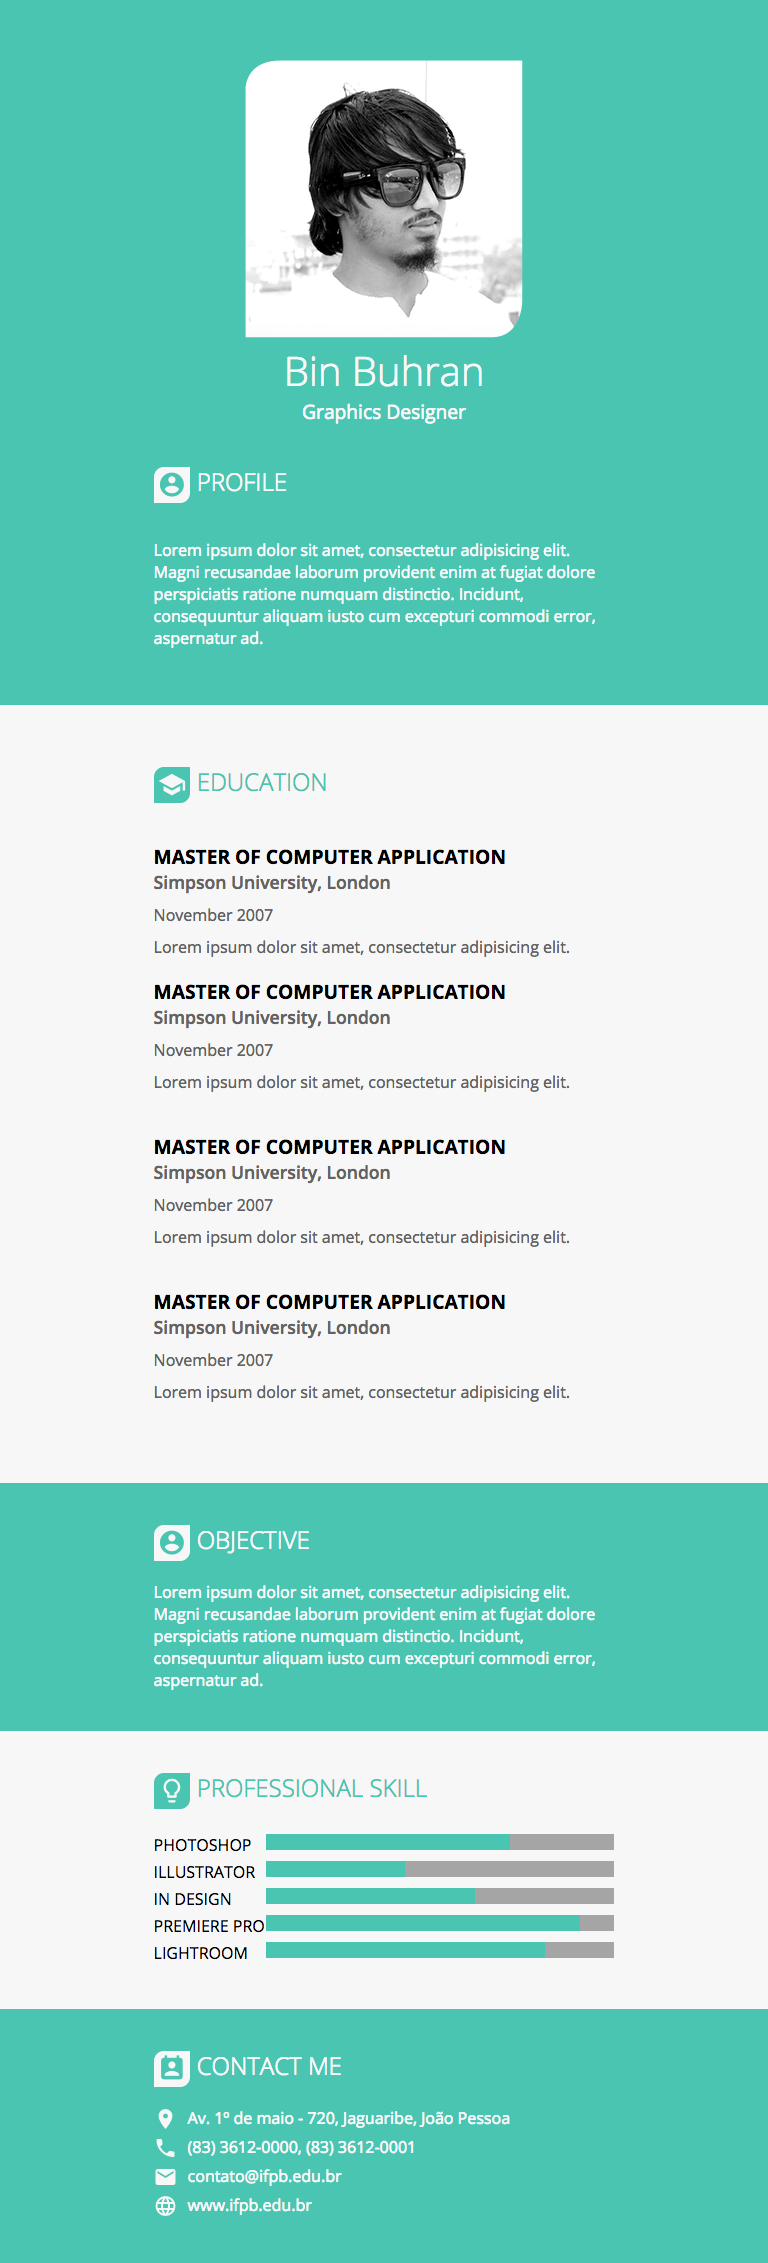 Bin Buhran
Graphics Designer
PROFILE
Lorem ipsum dolor sit amet, consectetur adipisicing elit.
Magni recusandae laborum provident enim at fugiat dolore
perspiciatis ratione numquam distinctio. Incidunt,
consequuntur aliquam iusto cum excepturi commodi error,
aspernatur ad.
EDUCATION
MASTER OF COMPUTER APPLICATION
Simpson University, London
November 2007
Lorem ipsum dolor sit amet, consectetur adipisicing elit.
MASTER OF COMPUTER APPLICATION
Simpson University, London
November 2007
Lorem ipsum dolor sit amet, consectetur adipisicing elit.
MASTER OF COMPUTER APPLICATION
Simpson University, London
November 2007
Lorem ipsum dolor sit amet, consectetur adipisicing elit.
MASTER OF COMPUTER APPLICATION
Simpson University, London
November 2007
Lorem ipsum dolor sit amet, consectetur adipisicing elit.
OBJECTIVE
Lorem ipsum dolor sit amet, consectetur adipisicing elit.
Magni recusandae laborum provident enim at fugiat dolore
perspiciatis ratione numquam distinctio. Incidunt,
consequuntur aliquam iusto cum excepturi commodi error,
aspernatur ad.
PROFESSIONAL SKILL
PHOTOSHOP
ILLUSTRATOR
IN DESIGN
PREMIERE PRO
LIGHTROOM
CONTACT ME
Av. 1º de maio - 720, Jaguaribe, João Pessoa
(83) 3612-0000, (83) 3612-0001
contato@ifpb.edu.br
www.ifpb.edu.br